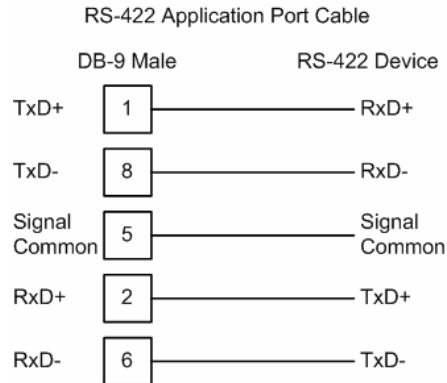 RS-422 Application Port Cable
DB-9 Male RS-422 Device
TxD+ 1 RxD+
TxD- 8 RxD-
Signal Common 5 Signal Common
RxD+ 2 TxD+
RxD- 6 TxD-